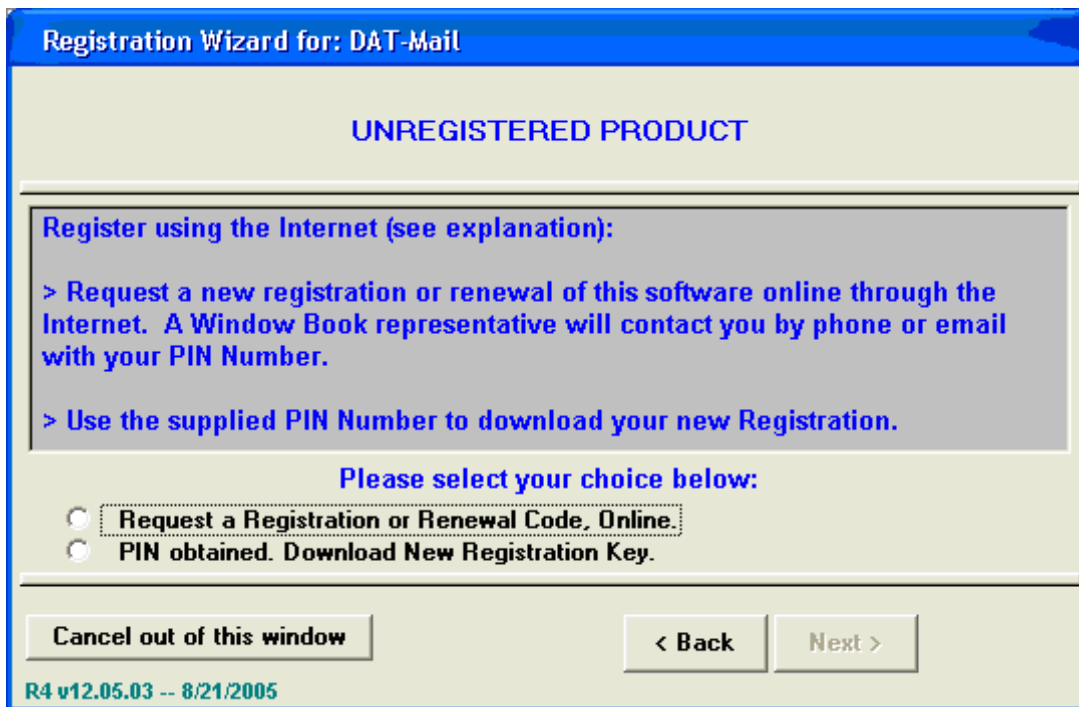 Registration Wizard for: DAT-Mail
UNREGISTERED PRODUCT
Register using the Internet (see explanation):
> Request a new registration or renewal of this software online through the
Internet.  A Window Book representative will contact you by phone or email
with your PIN Number.
> Use the supplied PIN Number to download your new Registration.
Please select your choice below:
Request a Registration or Renewal Code, Online.
PIN obtained. Download New Registration Key.
Cancel out of this window
< Back
Next >
R4 v12.05.03 -- 8/21/2005